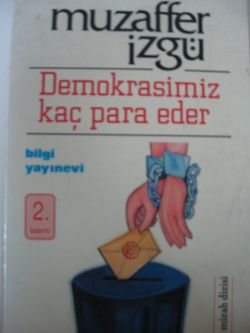 muzaffer
izgü
Demokrasimiz
kaç para eder
bilgi
yayınevi
2.
basım
mizah dizisi